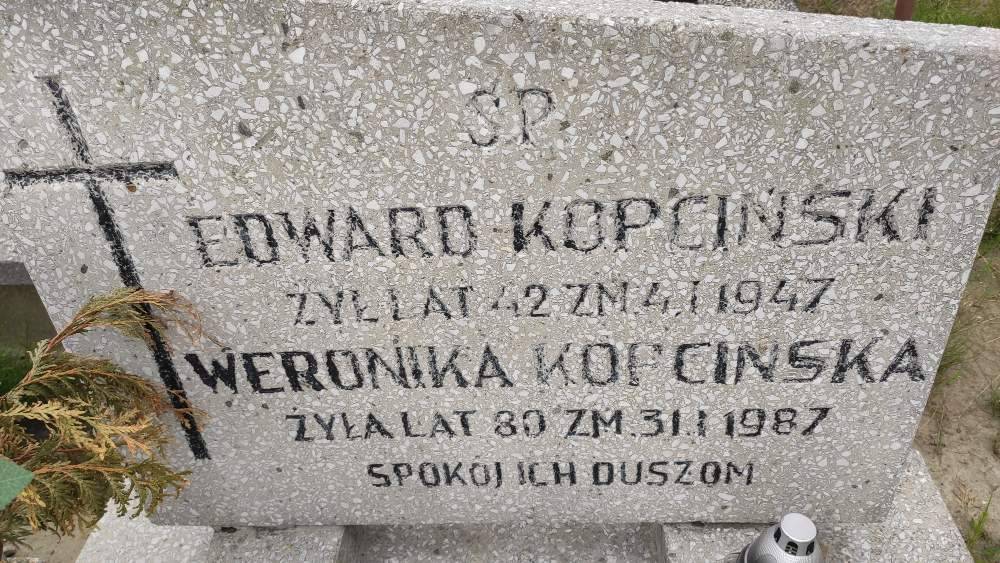 ŚP.
EDWARD KOPCIŃSKI
ŻYŁ LAT 42 ZM. 4.I 1947
WERONIKA KOPCIŃSKA
ŻYŁA LAT 80 ZM. 31.I 1987
SPOKÓJ ICH DUSZOM